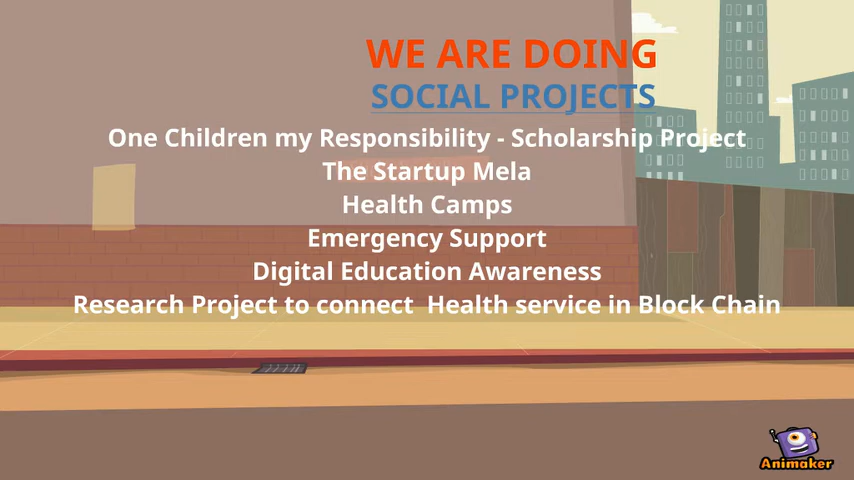 WE ARE DOING
SOCIAL PROJECTS
One Children my Responsibility - Scholarship Project
The Startup Mela
Health Camps
Emergency Support
Digital Education Awareness
Research Project to connect  Health service in Block Chain
Animaker